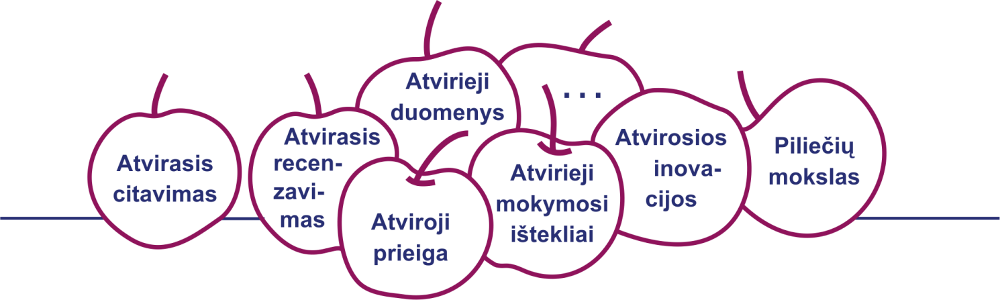 Atvirasis
citavimas
Atvirasis
recen-
zavi-
mas
Atvirieji
duomenys
Atviroji
prieiga
...
Atvirieji
mokymosi
ištekliai
Atvirosios
inova-
cijos
Piliečių
mokslas